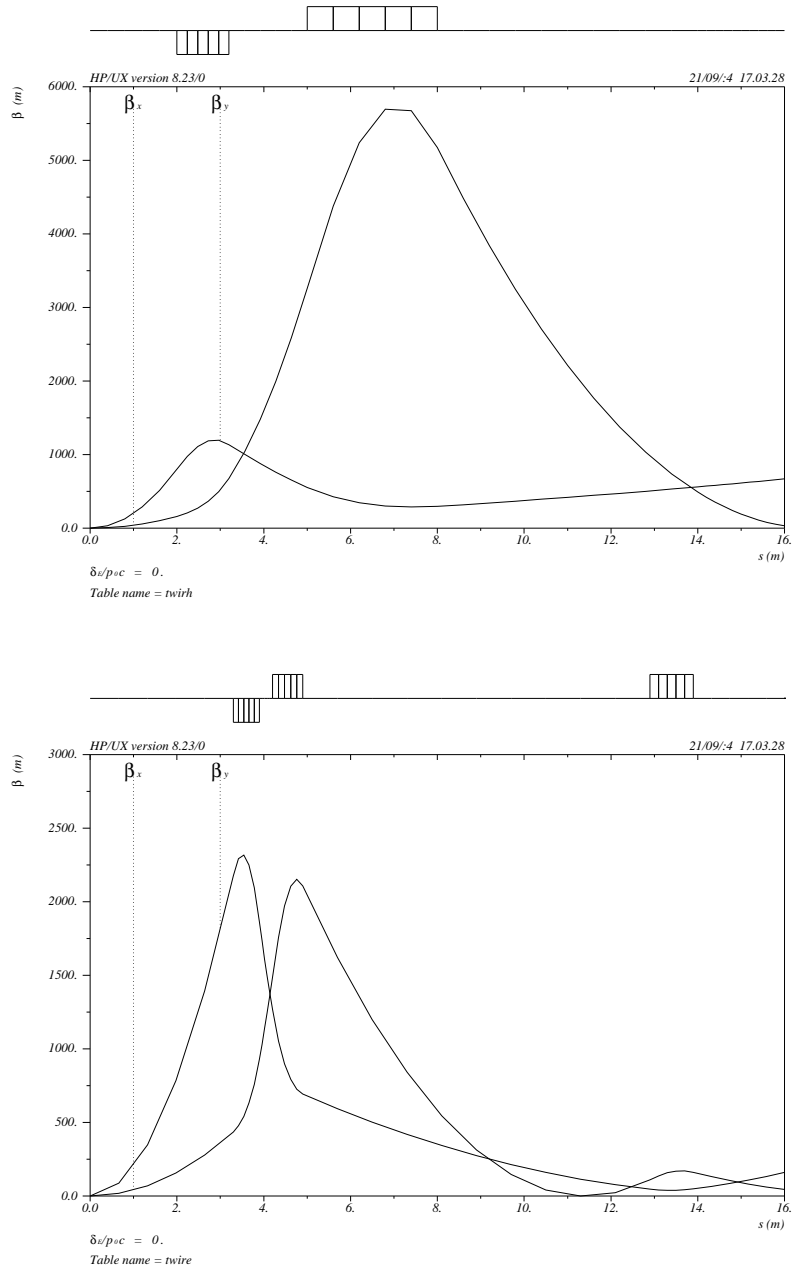 HP/UX version 8.23/0 21/09/:4 17.03.28
β (m)
βx βy
6000.
5000.
4000.
3000.
2000.
1000.
0.0
0.0 2. 4. 6. 8. 10. 12. 14. 16.
s (m)
δE/p0c = 0.
Table name = twirh
HP/UX version 8.23/0 21/09/:4 17.03.28
β (m)
βx βy
3000.
2500.
2000.
1500.
1000.
500.
0.0
0.0 2. 4. 6. 8. 10. 12. 14. 16.
s (m)
δE/p0c = 0.
Table name = twire